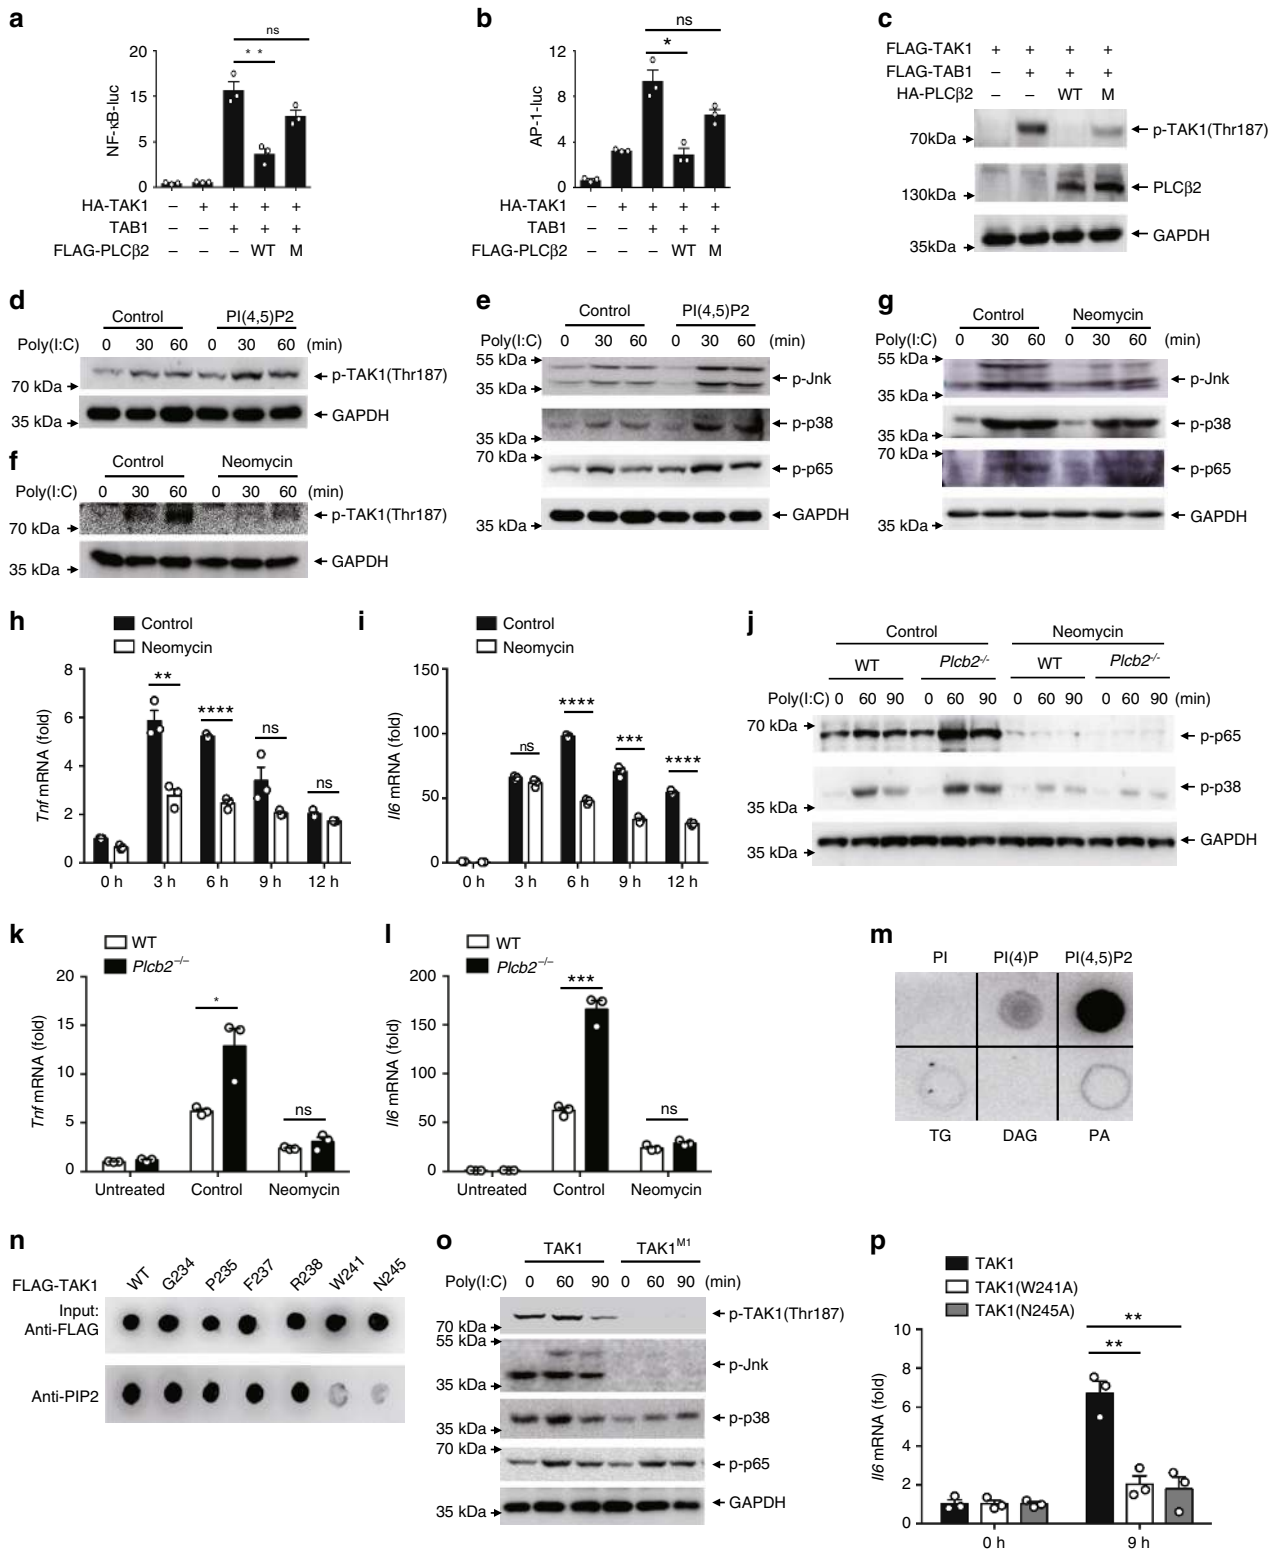 a
ns
* *
20
15
5
0
NF-κB-luc
HA-TAK1 – + + + +
TAB1 + + +
FLAG-PLCβ2 – – – WT M
b
ns
*
12
8
4
0
AP-1-luc
HA-TAK1 – + + + +
TAB1 + + +
FLAG-PLCβ2 – – – WT M
c
FLAG-TAK1 + + + +
FLAG-TAB1 – + + +
HA-PLCβ2 – – WT M
70kDa
p-TAK1(Thr187)
130kDa
PLCβ2
35kDa
GAPDH
d
Control PI(4,5)P2
Poly(I:C) 0 30 60 0 30 60 (min)
70 kDa
p-TAK1(Thr187)
35 kDa
GAPDH
e
Control PI(4,5)P2
Poly(I:C) 0 30 60 0 30 60 (min)
55 kDa
35 kDa
p-Jnk
35 kDa
p-p38
70 kDa
p-p65
35 kDa
GAPDH
g
Control Neomycin
Poly(I:C) 0 30 60 0 30 60 (min)
55 kDa
35 kDa
p-Jnk
35 kDa
p-p38
70 kDa
p-p65
35 kDa
GAPDH
f
Control Neomycin
Poly(I:C) 0 30 60 0 30 60 (min)
70 kDa
p-TAK1(Thr187)
35 kDa
GAPDH
h
Control
Neomycin
8
6
4
2
0
Tnf mRNA (fold)
**
****
ns
ns
0 h 3 h 6 h 9 h 12 h
i
Control
Neomycin
150
100
50
0
Il6 mRNA (fold)
ns
****
***
****
0 h 3 h 6 h 9 h 12 h
j
Control Neomycin
WT Plcb2-/- WT Plcb2-/-
Poly(I:C) 0 60 90 0 60 90 0 60 90 0 60 90 (min)
70 kDa
p-p65
35 kDa
p-p38
35 kDa
GAPDH
k
WT
Plcb2–/–
20
15
10
5
0
Tnf mRNA (fold)
*
ns
Untreated Control Neomycin
l
WT
Plcb2–/–
200
150
100
50
0
Il6 mRNA (fold)
***
ns
Untreated Control Neomycin
m
PI PI(4)P PI(4,5)P2
TG DAG PA
n
FLAG-TAK1 WT G234 P235 F237 R238 W241 N245
Input:
Anti-FLAG
Anti-PIP2
o
TAK1 TAK1M1
Poly(I:C) 0 60 90 0 60 90 (min)
70 kDa
p-TAK1(Thr187)
55 kDa
35 kDa
p-Jnk
35 kDa
p-p38
70 kDa
p-p65
35 kDa
GAPDH
p
TAK1
TAK1(W241A)
TAK1(N245A)
10
8
6
4
2
0
Il6 mRNA (fold)
**
**
0 h 9 h